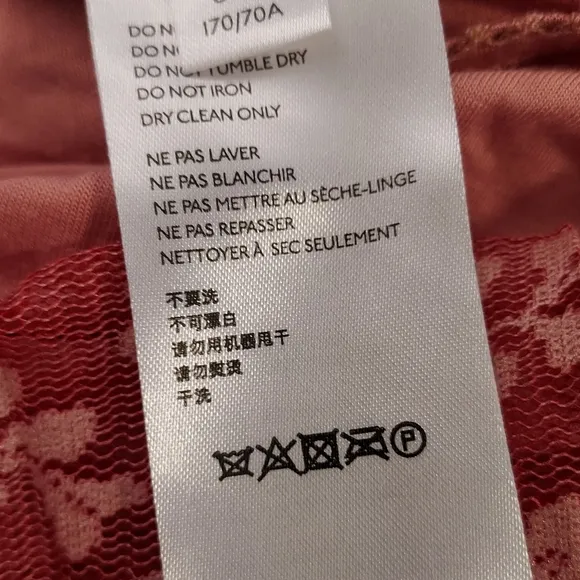 170/70A
DO N
DO N
DO NOT TUMBLE DRY
DO NOT IRON
DRY CLEAN ONLY
NE PAS LAVER
NE PAS BLANCHIR
NE PAS METTRE AU SÈCHE-LINGE
NE PAS REPASSER
NETTOYER À SEC SEULEMENT
不要洗
不可漂白
请勿用机器甩干
请勿熨烫
干洗
P